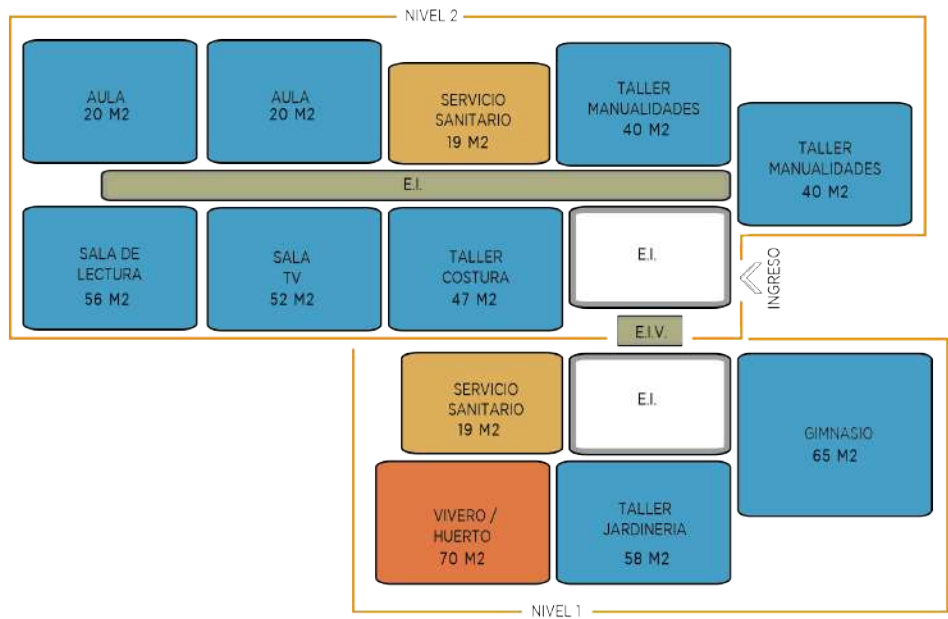 NIVEL 2
AULA
20 M2
AULA
20 M2
SERVICIO
SANITARIO
19 M2
TALLER
MANUALIDADES
40 M2
TALLER
MANUALIDADES
40 M2
E.I.
SALA DE
LECTURA
56 M2
SALA
TV
52 M2
TALLER
COSTURA
47 M2
E.I.
INGRESO
E.I.V.
SERVICIO
SANITARIO
19 M2
E.I.
GIMNASIO
65 M2
VIVERO /
HUERTO
70 M2
TALLER
JARDINERIA
58 M2
NIVEL 1